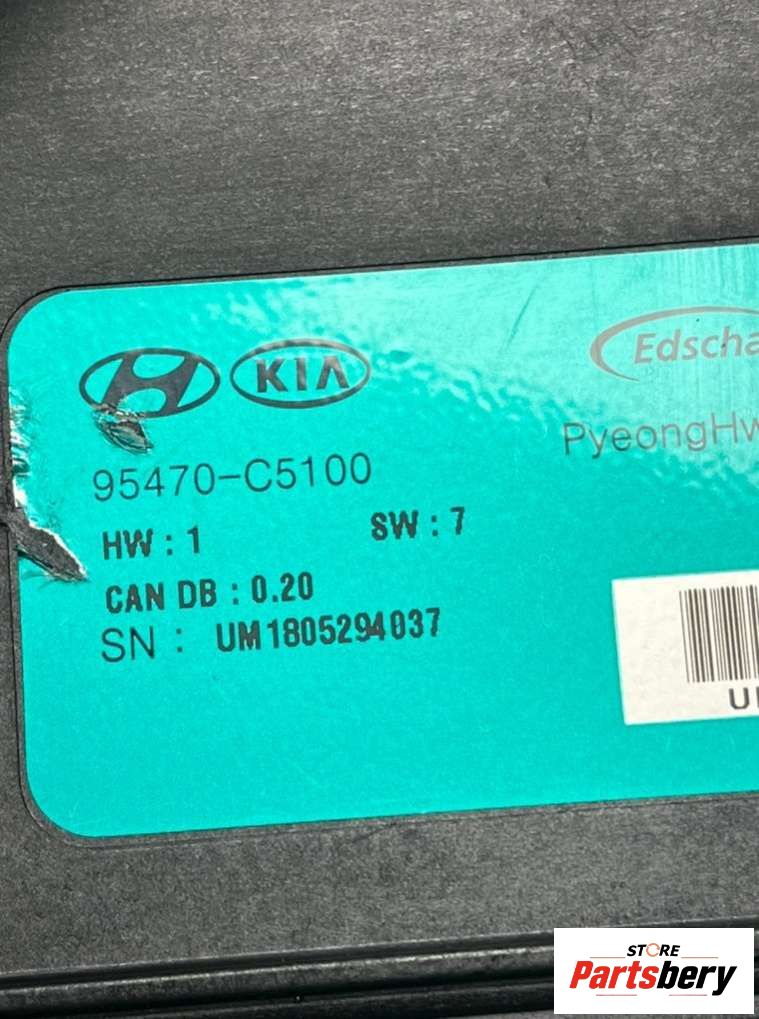 KIA
Edscha
PyeongHw
95470-C5100
HW : 1 SW : 7
CAN DB : 0.20
SN : UM1805294037
STORE
Partsbery